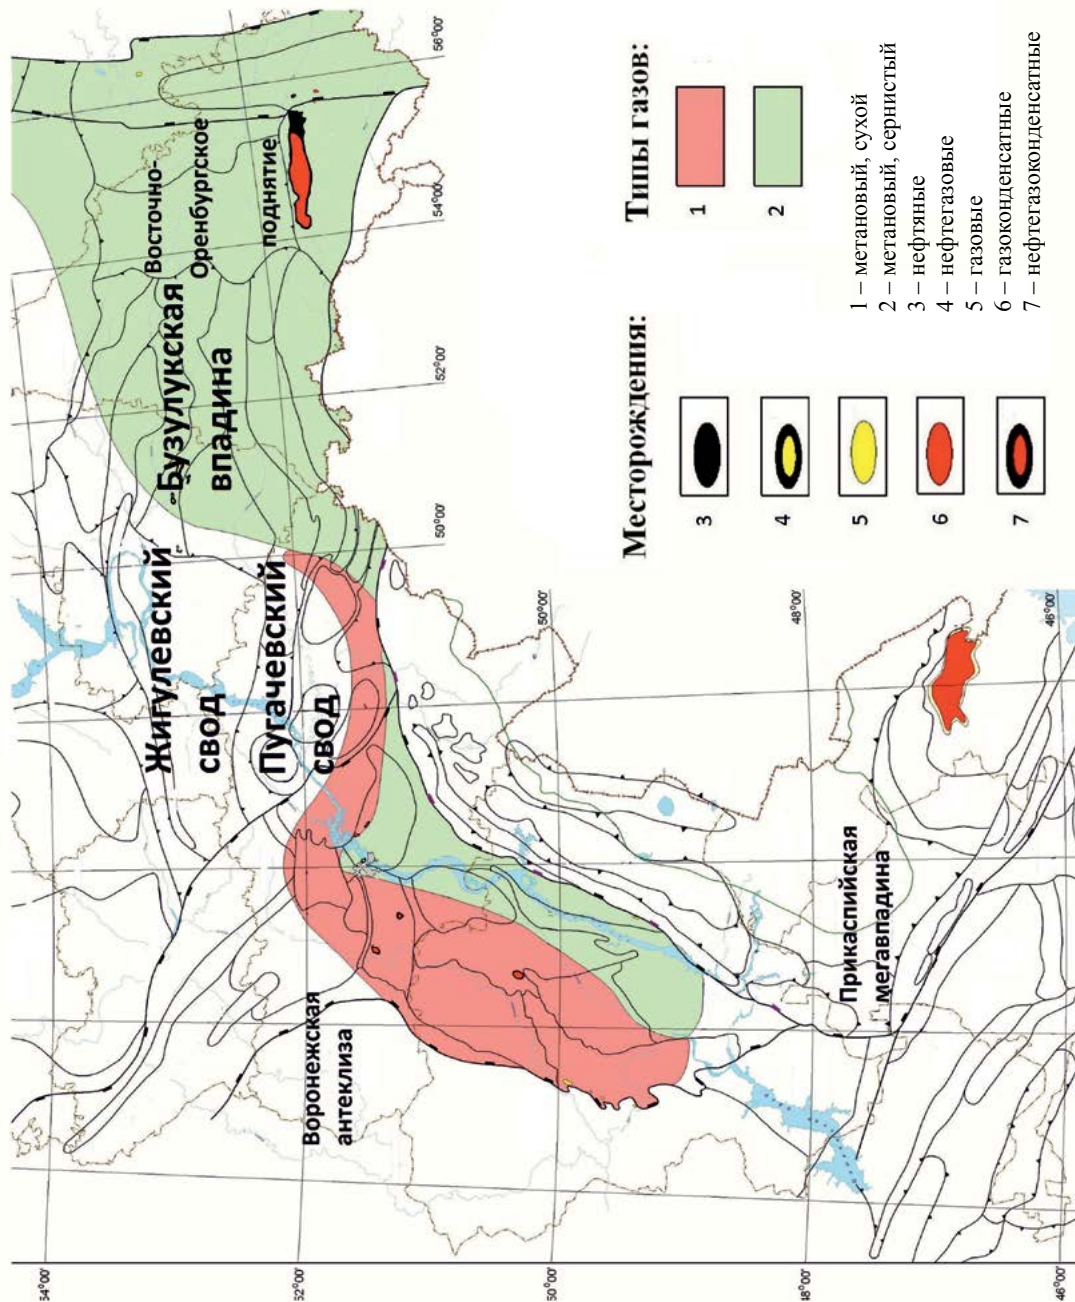 Восточно-
Оренбургское
поднятие
Бузулукская
впадина
Жигулевский
свод
Пугачевский
свод
Воронежская
антеклиза
Прикаспийская
мегавпадина
54°00'
52°00'
50°00'
48°00'
46°00'
56°00'
54°00'
52°00'
50°00'
50°00'
48°00'
46°00'
Типы газов:
1
2
Месторождения:
3
4
5
6
7
1 – метановый, сухой
2 – метановый, сернистый
3 – нефтяные
4 – нефтегазовые
5 – газовые
6 – газоконденсатные
7 – нефтегазоконденсатные